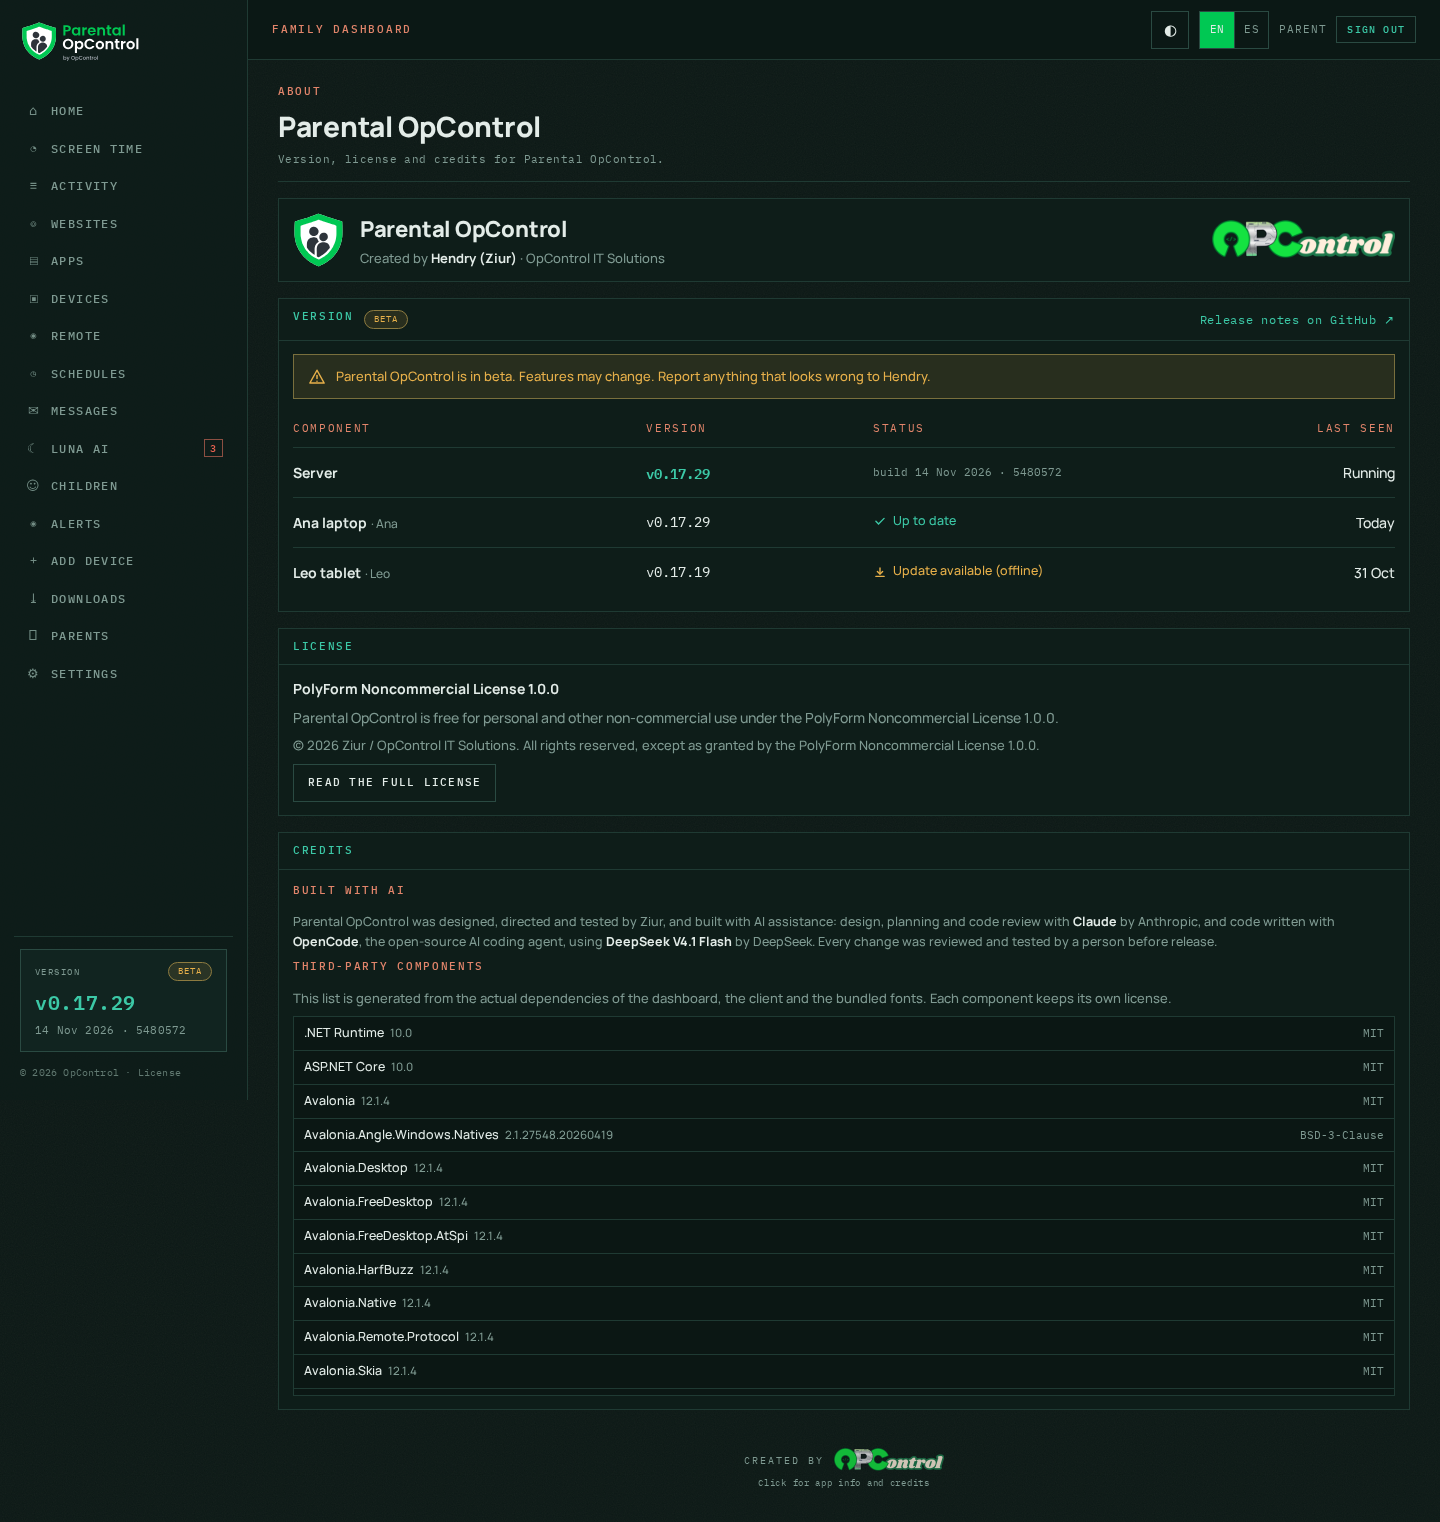 Parental
OpControl
by OpControl
FAMILY DASHBOARD
EN ES PARENT SIGN OUT
HOME
SCREEN TIME
ACTIVITY
WEBSITES
APPS
DEVICES
REMOTE
SCHEDULES
MESSAGES
LUNA AI 3
CHILDREN
ALERTS
ADD DEVICE
DOWNLOADS
PARENTS
SETTINGS
VERSION BETA
v0.17.29
14 Nov 2026 · 5480572
© 2026 OpControl · License
ABOUT
Parental OpControl
Version, license and credits for Parental OpControl.
Parental OpControl
Created by Hendry (Ziur) · OpControl IT Solutions
OPControl
VERSION BETA
Release notes on GitHub ↗
Parental OpControl is in beta. Features may change. Report anything that looks wrong to Hendry.
COMPONENT VERSION STATUS LAST SEEN
Server v0.17.29 build 14 Nov 2026 · 5480572 Running
Ana laptop · Ana v0.17.29 Up to date Today
Leo tablet · Leo v0.17.19 Update available (offline) 31 Oct
LICENSE
PolyForm Noncommercial License 1.0.0
Parental OpControl is free for personal and other non-commercial use under the PolyForm Noncommercial License 1.0.0.
© 2026 Ziur / OpControl IT Solutions. All rights reserved, except as granted by the PolyForm Noncommercial License 1.0.0.
READ THE FULL LICENSE
CREDITS
BUILT WITH AI
Parental OpControl was designed, directed and tested by Ziur, and built with AI assistance: design, planning and code review with Claude by Anthropic, and code written with
OpenCode, the open-source AI coding agent, using DeepSeek V4.1 Flash by DeepSeek. Every change was reviewed and tested by a person before release.
THIRD-PARTY COMPONENTS
This list is generated from the actual dependencies of the dashboard, the client and the bundled fonts. Each component keeps its own license.
.NET Runtime 10.0 MIT
ASP.NET Core 10.0 MIT
Avalonia 12.1.4 MIT
Avalonia.Angle.Windows.Natives 2.1.27548.20260419 BSD-3-Clause
Avalonia.Desktop 12.1.4 MIT
Avalonia.FreeDesktop 12.1.4 MIT
Avalonia.FreeDesktop.AtSpi 12.1.4 MIT
Avalonia.HarfBuzz 12.1.4 MIT
Avalonia.Native 12.1.4 MIT
Avalonia.Remote.Protocol 12.1.4 MIT
Avalonia.Skia 12.1.4 MIT
CREATED BY OPControl
Click for app info and credits